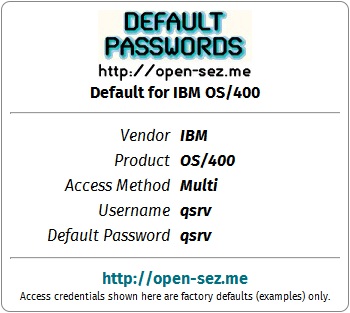 DEFAULT
PASSWORDS
http://open-sez.me
Default for IBM OS/400
Vendor IBM
Product OS/400
Access Method Multi
Username qsrv
Default Password qsrv
http://open-sez.me
Access credentials shown here are factory defaults (examples) only.